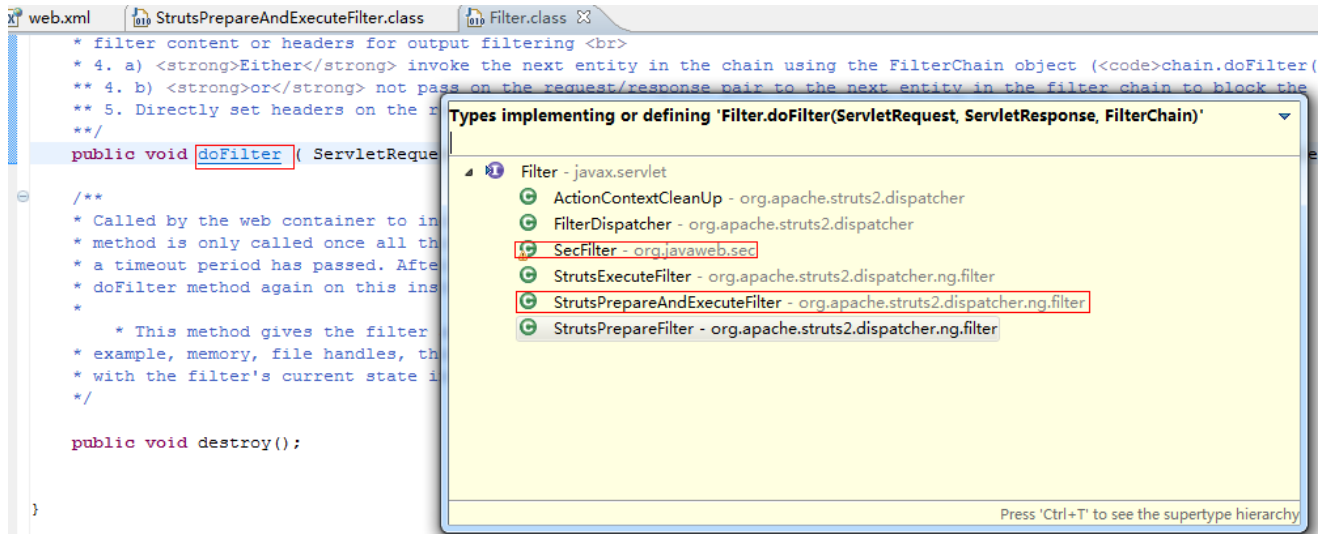 web.xml StrutsPrepareAndExecuteFilter.class Filter.class
* filter content or headers for output filtering <br>
* 4. a) <strong>Either</strong> invoke the next entity in the chain using the FilterChain object (<code>chain.doFilter(
** 4. b) <strong>or</strong> not pass on the request/response pair to the next entity in the filter chain to block the
** 5. Directly set headers on the r
**/
public void doFilter ( ServletReque
/**
* Called by the web container to in
* method is only called once all th
* a timeout period has passed. Afte
* doFilter method again on this ins
*
* This method gives the filter
* example, memory, file handles, th
* with the filter's current state i
*/
public void destroy();
}
Types implementing or defining 'Filter.doFilter(ServletRequest, ServletResponse, FilterChain)'
Filter - javax.servlet
ActionContextCleanUp - org.apache.struts2.dispatcher
FilterDispatcher - org.apache.struts2.dispatcher
SecFilter - org.javaweb.sec
StrutsExecuteFilter - org.apache.struts2.dispatcher.ng.filter
StrutsPrepareAndExecuteFilter - org.apache.struts2.dispatcher.ng.filter
StrutsPrepareFilter - org.apache.struts2.dispatcher.ng.filter
Press 'Ctrl+T' to see the supertype hierarchy